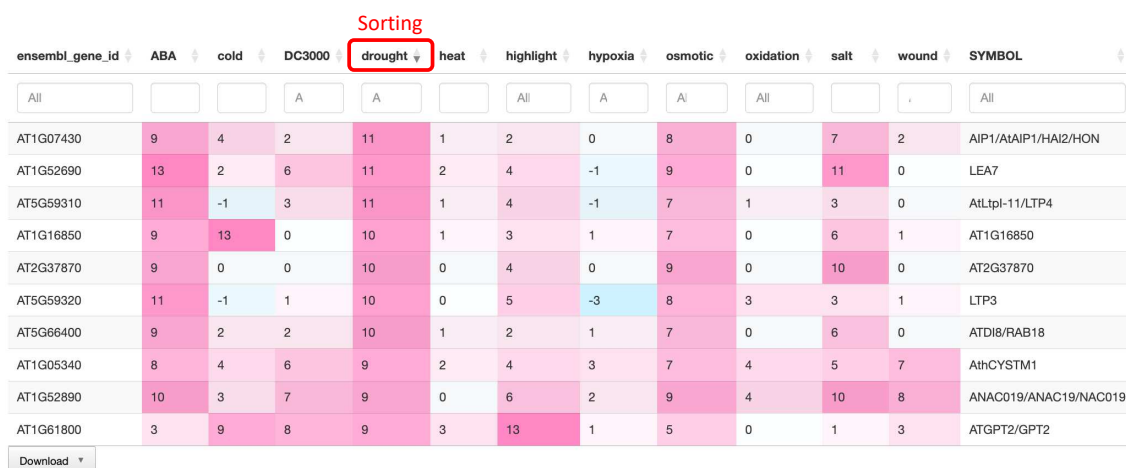 Sorting
ensembl_gene_id ABA cold DC3000 drought heat highlight hypoxia osmotic oxidation salt wound SYMBOL
All A A All A Al All All
AT1G07430 9 4 2 11 1 2 0 8 0 7 2 AIP1/AtAIP1/HAI2/HON
AT1G52690 13 2 6 11 2 4 -1 9 0 11 0 LEA7
AT5G59310 11 -1 3 11 1 4 -1 7 1 3 0 AtLtpI-11/LTP4
AT1G16850 9 13 0 10 1 3 1 7 0 6 1 AT1G16850
AT2G37870 9 0 0 10 0 4 0 9 0 10 0 AT2G37870
AT5G59320 11 -1 1 10 0 5 -3 8 3 3 1 LTP3
AT5G66400 9 2 2 10 1 2 1 7 0 6 0 ATDI8/RAB18
AT1G05340 8 4 6 9 2 4 3 7 4 5 7 AthCYSTM1
AT1G52890 10 3 7 9 0 6 2 9 4 10 8 ANAC019/ANAC19/NAC019
AT1G61800 3 9 8 9 3 13 1 5 0 1 3 ATGPT2/GPT2
Download